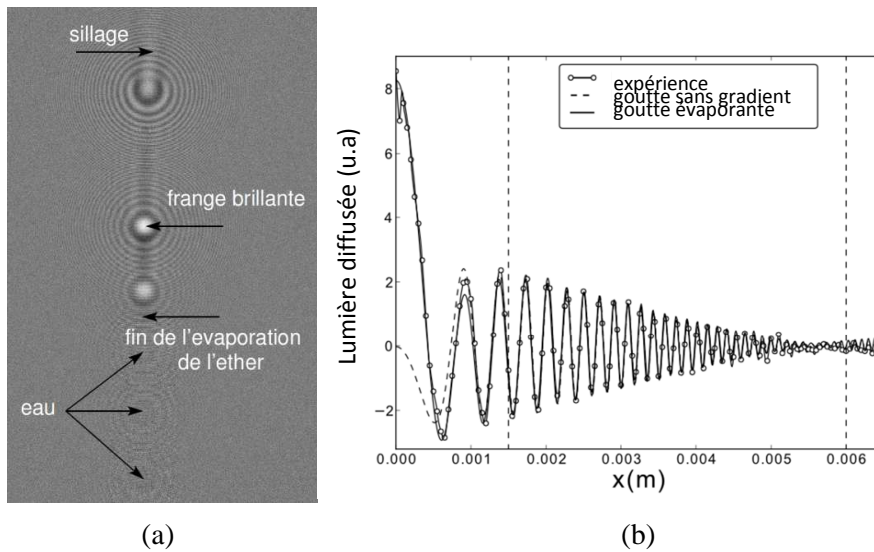 sillage
frange brillante
fin de l'evaporation
de l'ether
eau
(a)
Lumière diffusée (u.a)
8
6
4
2
0
−2
expérience
goutte sans gradient
goutte évaporante
0.000 0.001 0.002 0.003 0.004 0.005 0.006
x(m)
(b)